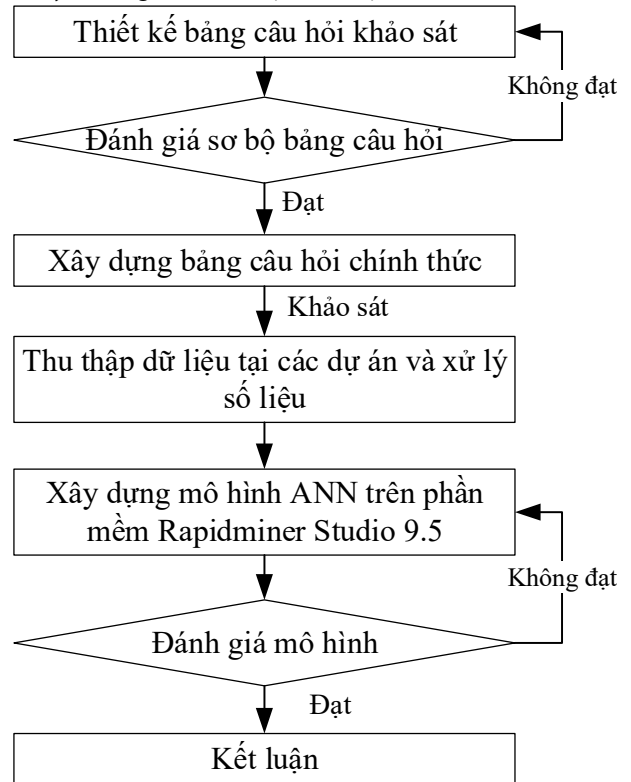 Thiết kế bảng câu hỏi khảo sát
Không đạt
Đánh giá sơ bộ bảng câu hỏi
Đạt
Xây dựng bảng câu hỏi chính thức
Khảo sát
Thu thập dữ liệu tại các dự án và xử lý
số liệu
Xây dựng mô hình ANN trên phần
mềm Rapidminer Studio 9.5
Không đạt
Đánh giá mô hình
Đạt
Kết luận